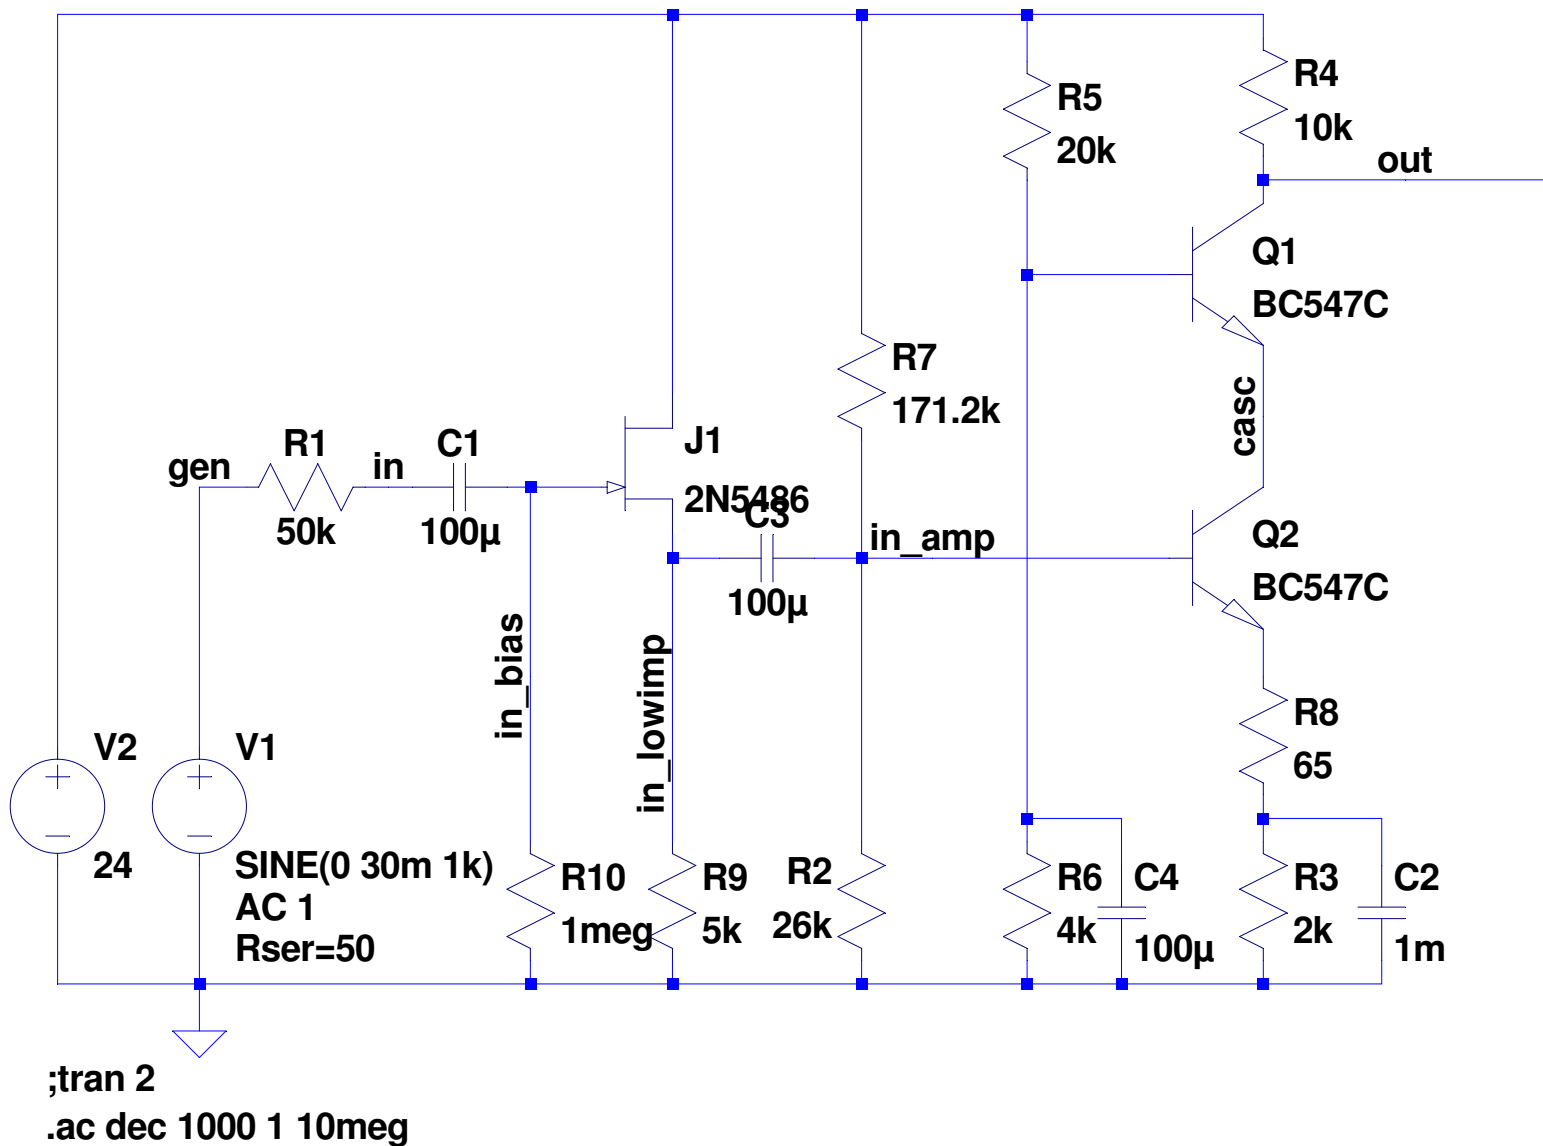 R4
10k
out
R5
20k
Q1
BC547C
R7
171.2k
casc
J1
2N5486
gen
R1
50k
in
C1
100µ
C3
100µ
in_amp
Q2
BC547C
in_bias
in_lowimp
R8
65
V2
24
V1
SINE(0 30m 1k)
AC 1
Rser=50
R10
1meg
R9
5k
R2
26k
R6
4k
C4
100µ
R3
2k
C2
1m
;tran 2
.ac dec 1000 1 10meg